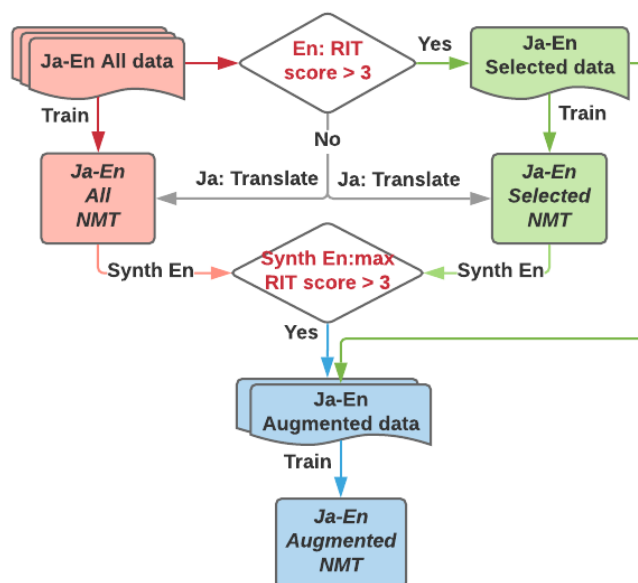 Ja-En All data
En: RIT
score > 3
Yes
Ja-En
Selected data
Train
No
Train
Ja-En
All
NMT
Ja: Translate
Ja: Translate
Ja-En
Selected
NMT
Synth En
Synth En:max
RIT score > 3
Synth En
Yes
Ja-En
Augmented data
Train
Ja-En
Augmented
NMT